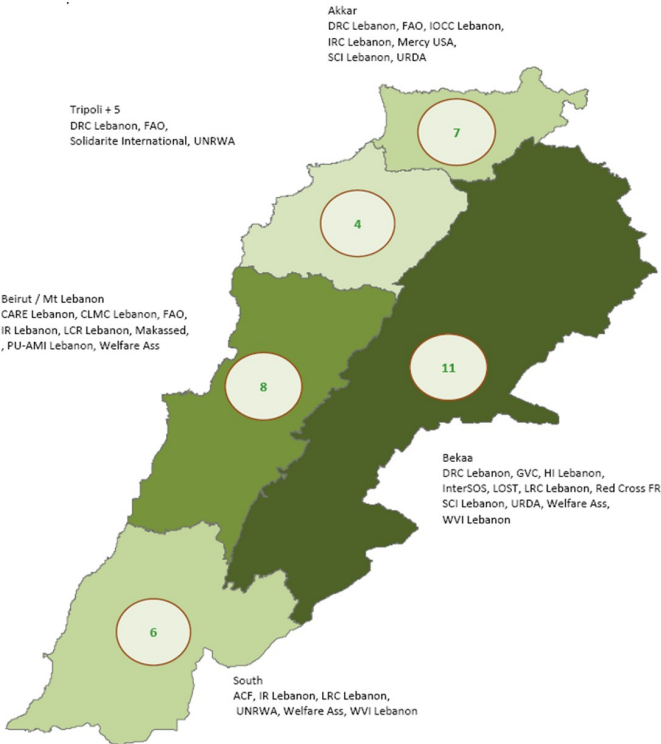 Akkar
DRC Lebanon, FAO, IOCC Lebanon,
IRC Lebanon, Mercy USA,
SCI Lebanon, URDA
7
Tripoli + 5
DRC Lebanon, FAO,
Solidarite International, UNRWA
4
Beirut / Mt Lebanon
CARE Lebanon, CLMC Lebanon, FAO,
IR Lebanon, LCR Lebanon, Makassed,
, PU-AMI Lebanon, Welfare Ass
8
11
Bekaa
DRC Lebanon, GVC, HI Lebanon,
InterSOS, LOST, LRC Lebanon, Red Cross FR
SCI Lebanon, URDA, Welfare Ass,
WVI Lebanon
6
South
ACF, IR Lebanon, LRC Lebanon,
UNRWA, Welfare Ass, WVI Lebanon